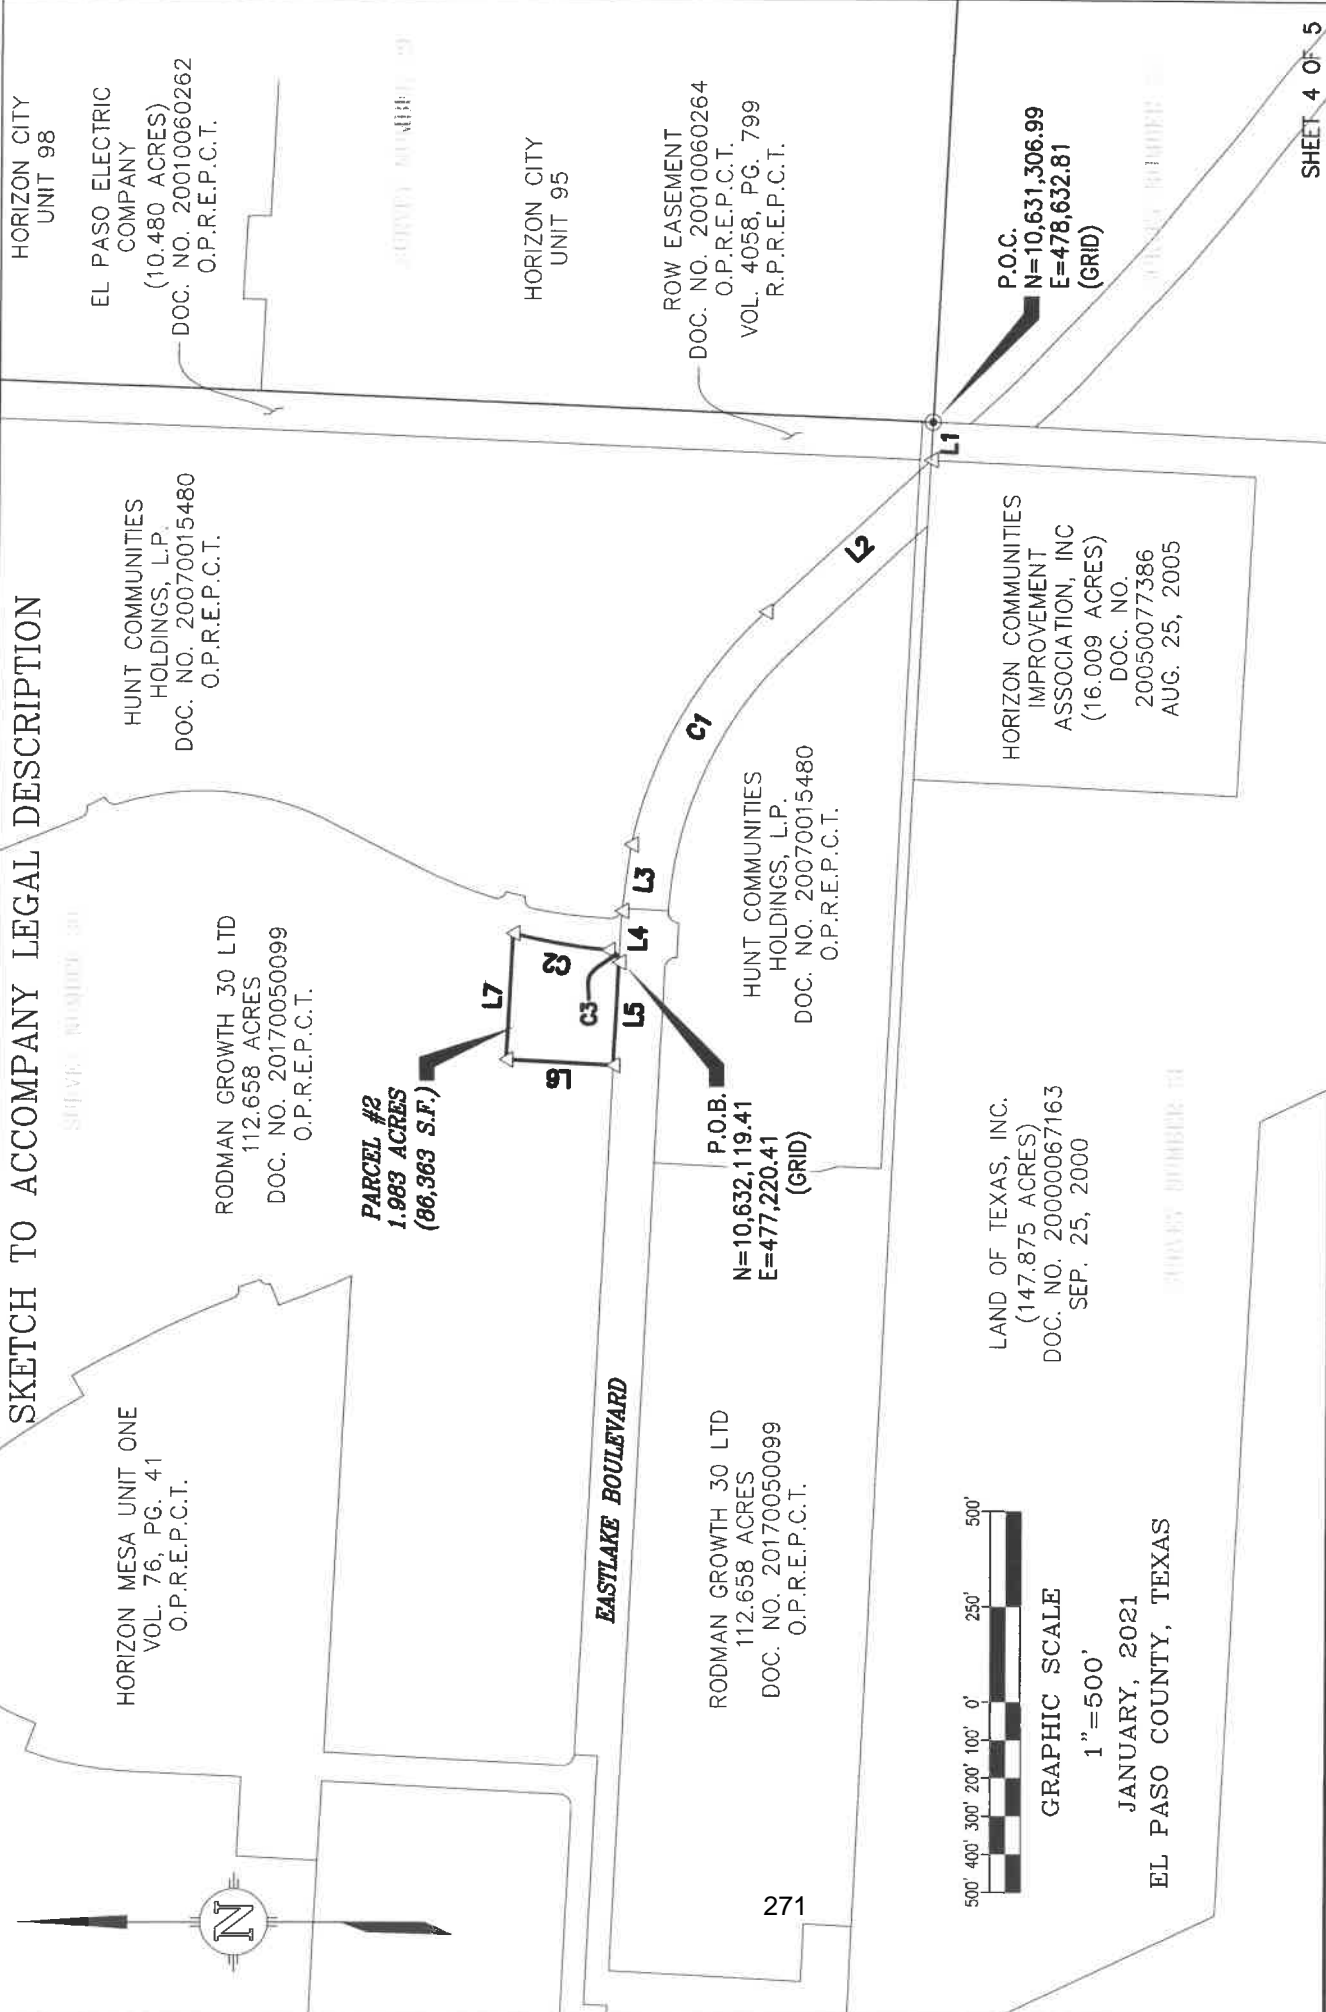 SKETCH TO ACCOMPANY LEGAL DESCRIPTION
HORIZON MESA UNIT ONE
VOL. 76, PG. 41
O.P.R.E.P.C.T.
RODMAN GROWTH 30 LTD
112.658 ACRES
DOC. NO. 20170050099
O.P.R.E.P.C.T.
HUNT COMMUNITIES
HOLDINGS, L.P.
DOC. NO. 20070015480
O.P.R.E.P.C.T.
HORIZON CITY
UNIT 98
EL PASO ELECTRIC
COMPANY
(10.480 ACRES)
DOC. NO. 20010060262
O.P.R.E.P.C.T.
HORIZON CITY
UNIT 95
ROW EASEMENT
DOC. NO. 20010060264
O.P.R.E.P.C.T.
VOL. 4058, PG. 799
R.P.R.E.P.C.T.
PARCEL #2
1.983 ACRES
(86,363 S.F.)
L7
C2
C3
L6
L5
L4
L3
C1
L2
L1
N
EASTLAKE BOULEVARD
P.O.B.
N=10,632,119.41
E=477,220.41
(GRID)
P.O.C.
N=10,631,306.99
E=478,632.81
(GRID)
RODMAN GROWTH 30 LTD
112.658 ACRES
DOC. NO. 20170050099
O.P.R.E.P.C.T.
HUNT COMMUNITIES
HOLDINGS, L.P.
DOC. NO. 20070015480
O.P.R.E.P.C.T.
HORIZON COMMUNITIES
IMPROVEMENT
ASSOCIATION, INC
(16.009 ACRES)
DOC. NO.
20050077386
AUG. 25, 2005
LAND OF TEXAS, INC.
(147.875 ACRES)
DOC. NO. 20000067163
SEP. 25, 2000
500' 400' 300' 200' 100' 0' 250' 500'
GRAPHIC SCALE
1"=500'
JANUARY, 2021
EL PASO COUNTY, TEXAS
SHEET 4 OF 5
271